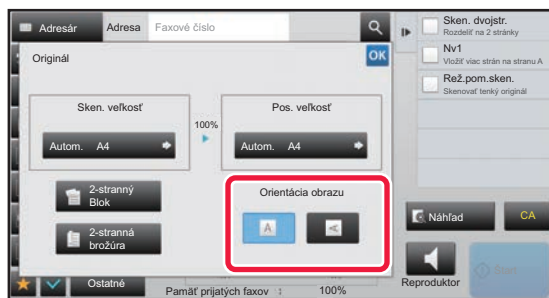 Adresár
Adresa
Faxové číslo
Originál
OK
Sken. veľkosť
100%
Pos. veľkosť
Autom. A4
Autom. A4
2-stranný
Blok
2-stranná
brožúra
Orientácia obrazu
A
A
Sken. dvojstr.
Rozdeliť na 2 stránky
Nv1
Vložiť viac strán na stranu A
Rež.pom.sken.
Skenovať tenký originál
Náhľad
CA
Reproduktor
Štart
Ostatné
Pamäť prijatých faxov : 100%